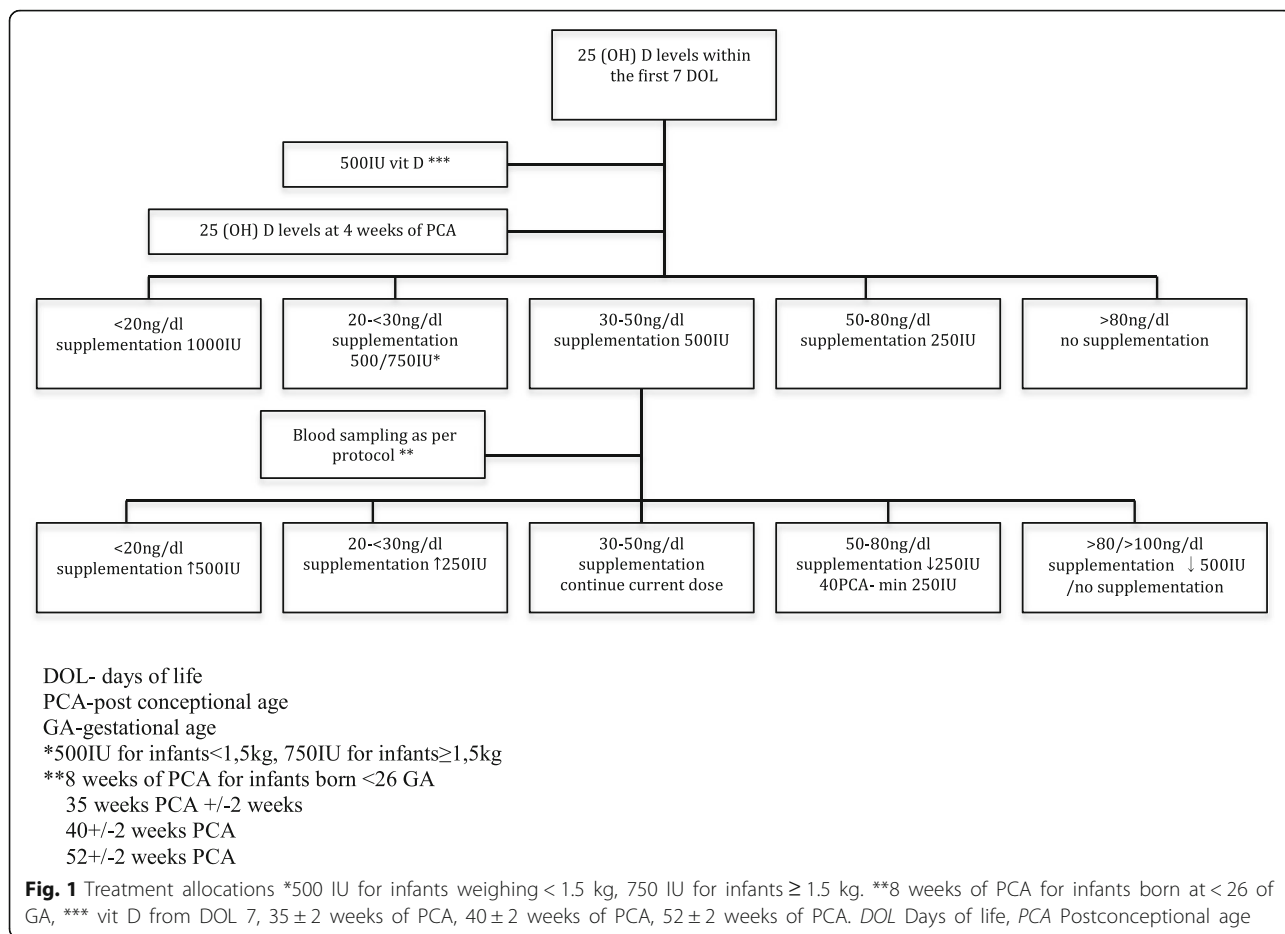 25 (OH) D levels within
the first 7 DOL
500IU vit D ***
25 (OH) D levels at 4 weeks of PCA
<20ng/dl
supplementation 1000IU
20-<30ng/dl
supplementation
500/750IU*
30-50ng/dl
supplementation 500IU
50-80ng/dl
supplementation 250IU
>80ng/dl
no supplementation
Blood sampling as per
protocol **
<20ng/dl
supplementation ↑500IU
20-<30ng/dl
supplementation ↑250IU
30-50ng/dl
supplementation
continue current dose
50-80ng/dl
supplementation ↓250IU
40PCA- min 250IU
>80/>100ng/dl
supplementation ↓ 500IU
/no supplementation
DOL- days of life
PCA-post conceptional age
GA-gestational age
*500IU for infants<1,5kg, 750IU for infants≥1,5kg
**8 weeks of PCA for infants born <26 GA
35 weeks PCA +/-2 weeks
40+/-2 weeks PCA
52+/-2 weeks PCA
Fig. 1 Treatment allocations *500 IU for infants weighing < 1.5 kg, 750 IU for infants ≥ 1.5 kg. **8 weeks of PCA for infants born at < 26 of
GA, *** vit D from DOL 7, 35 ± 2 weeks of PCA, 40 ± 2 weeks of PCA, 52 ± 2 weeks of PCA. DOL Days of life, PCA Postconceptional age